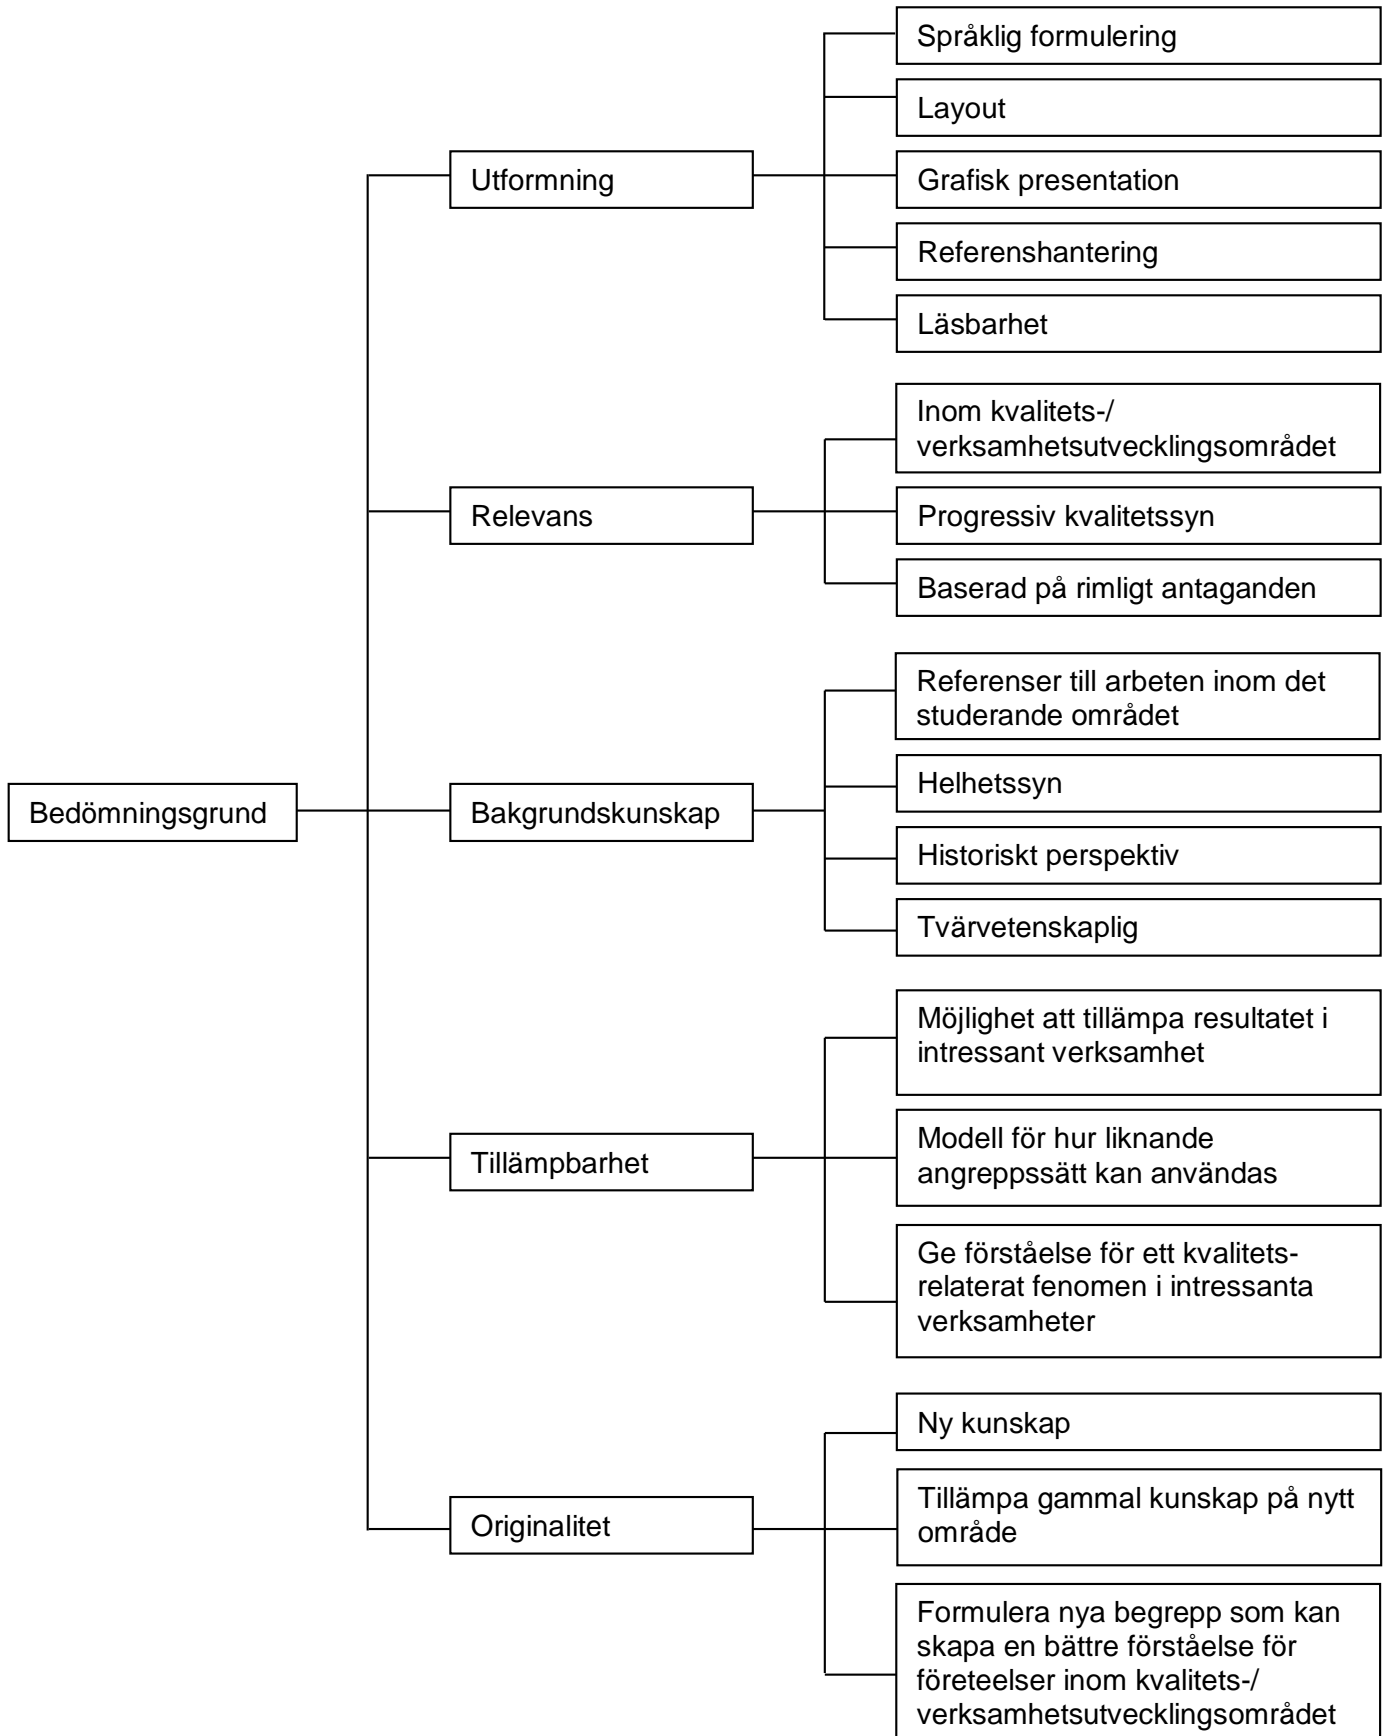 Språklig formulering
Layout
Utformning
Grafisk presentation
Referenshantering
Läsbarhet
Inom kvalitets-/
verksamhetsutvecklingsområdet
Relevans
Progressiv kvalitetssyn
Baserad på rimligt antaganden
Referenser till arbeten inom det
studerande området
Helhetssyn
Bedömningsgrund
Bakgrundskunskap
Historiskt perspektiv
Tvärvetenskaplig
Möjlighet att tillämpa resultatet i
intressant verksamhet
Tillämpbarhet
Modell för hur liknande
angreppssätt kan användas
Ge förståelse för ett kvalitets-
relaterat fenomen i intressanta
verksamheter
Ny kunskap
Originalitet
Tillämpa gammal kunskap på nytt
område
Formulera nya begrepp som kan
skapa en bättre förståelse för
företeelser inom kvalitets-/
verksamhetsutvecklingsområdet